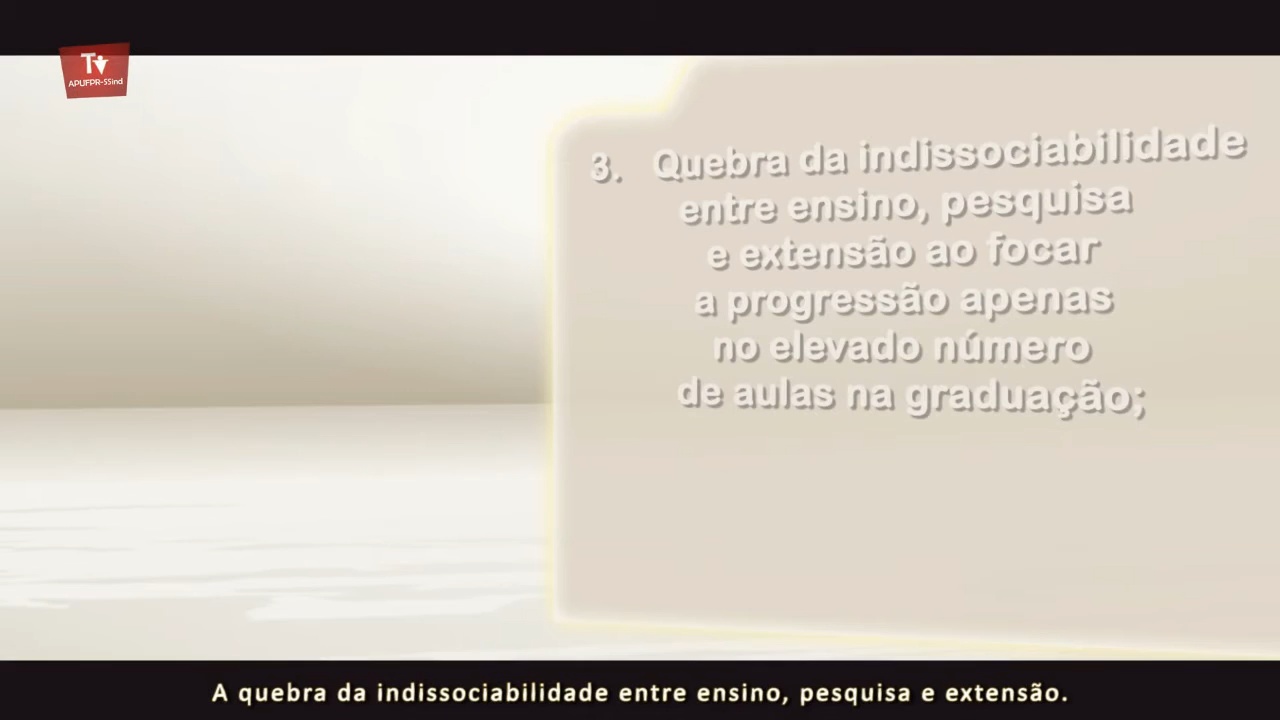 Tv
APUFPR-SSind
3. Quebra da indissociabilidade
entre ensino, pesquisa
e extensão ao focar
a progressão apenas
no elevado número
de aulas na graduação;
A quebra da indissociabilidade entre ensino, pesquisa e extensão.